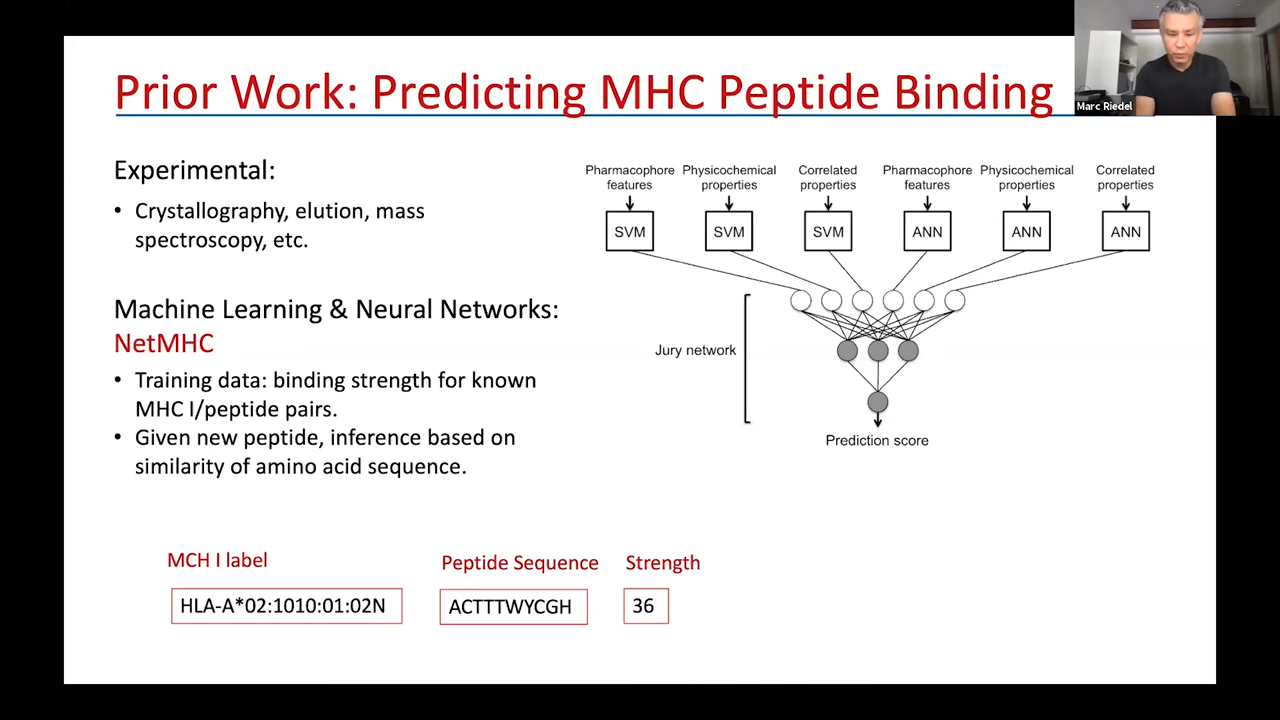 Prior Work: Predicting MHC Peptide Binding
Marc Riedel
Experimental:
• Crystallography, elution, mass
spectroscopy, etc.
Machine Learning & Neural Networks:
NetMHC
• Training data: binding strength for known
MHC I/peptide pairs.
• Given new peptide, inference based on
similarity of amino acid sequence.
Pharmacophore features
Physicochemical properties
Correlated properties
Pharmacophore features
Physicochemical properties
Correlated properties
SVM SVM SVM ANN ANN ANN
Jury network
Prediction score
MCH I label Peptide Sequence Strength
HLA-A*02:1010:01:02N ACTTTWYCGH 36